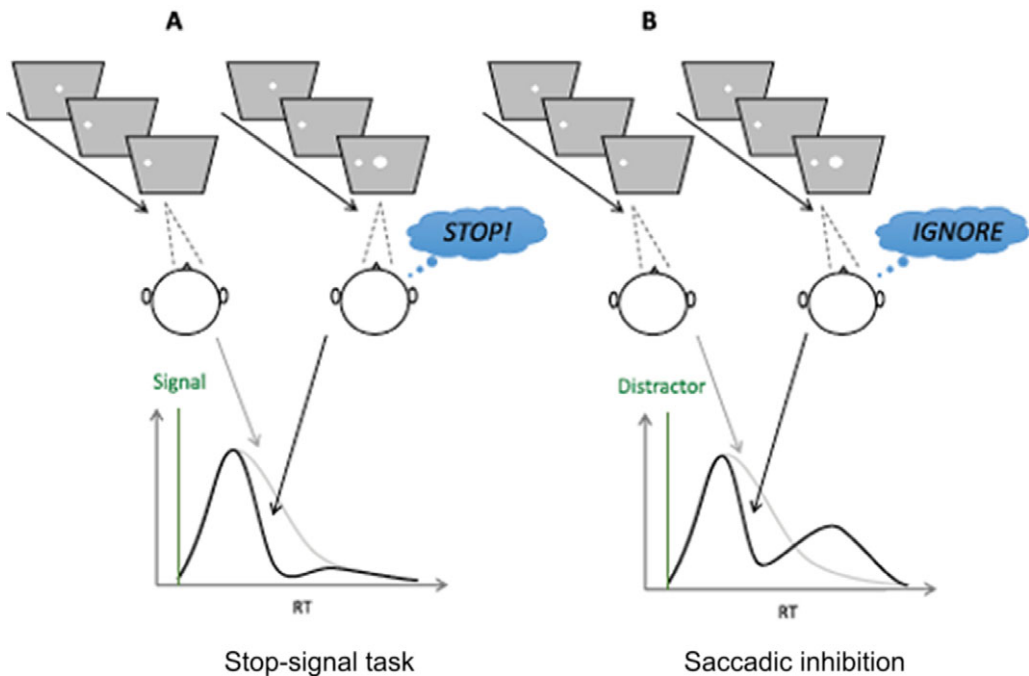 A
B
STOP!
IGNORE
Signal
Distractor
RT
RT
Stop-signal task
Saccadic inhibition